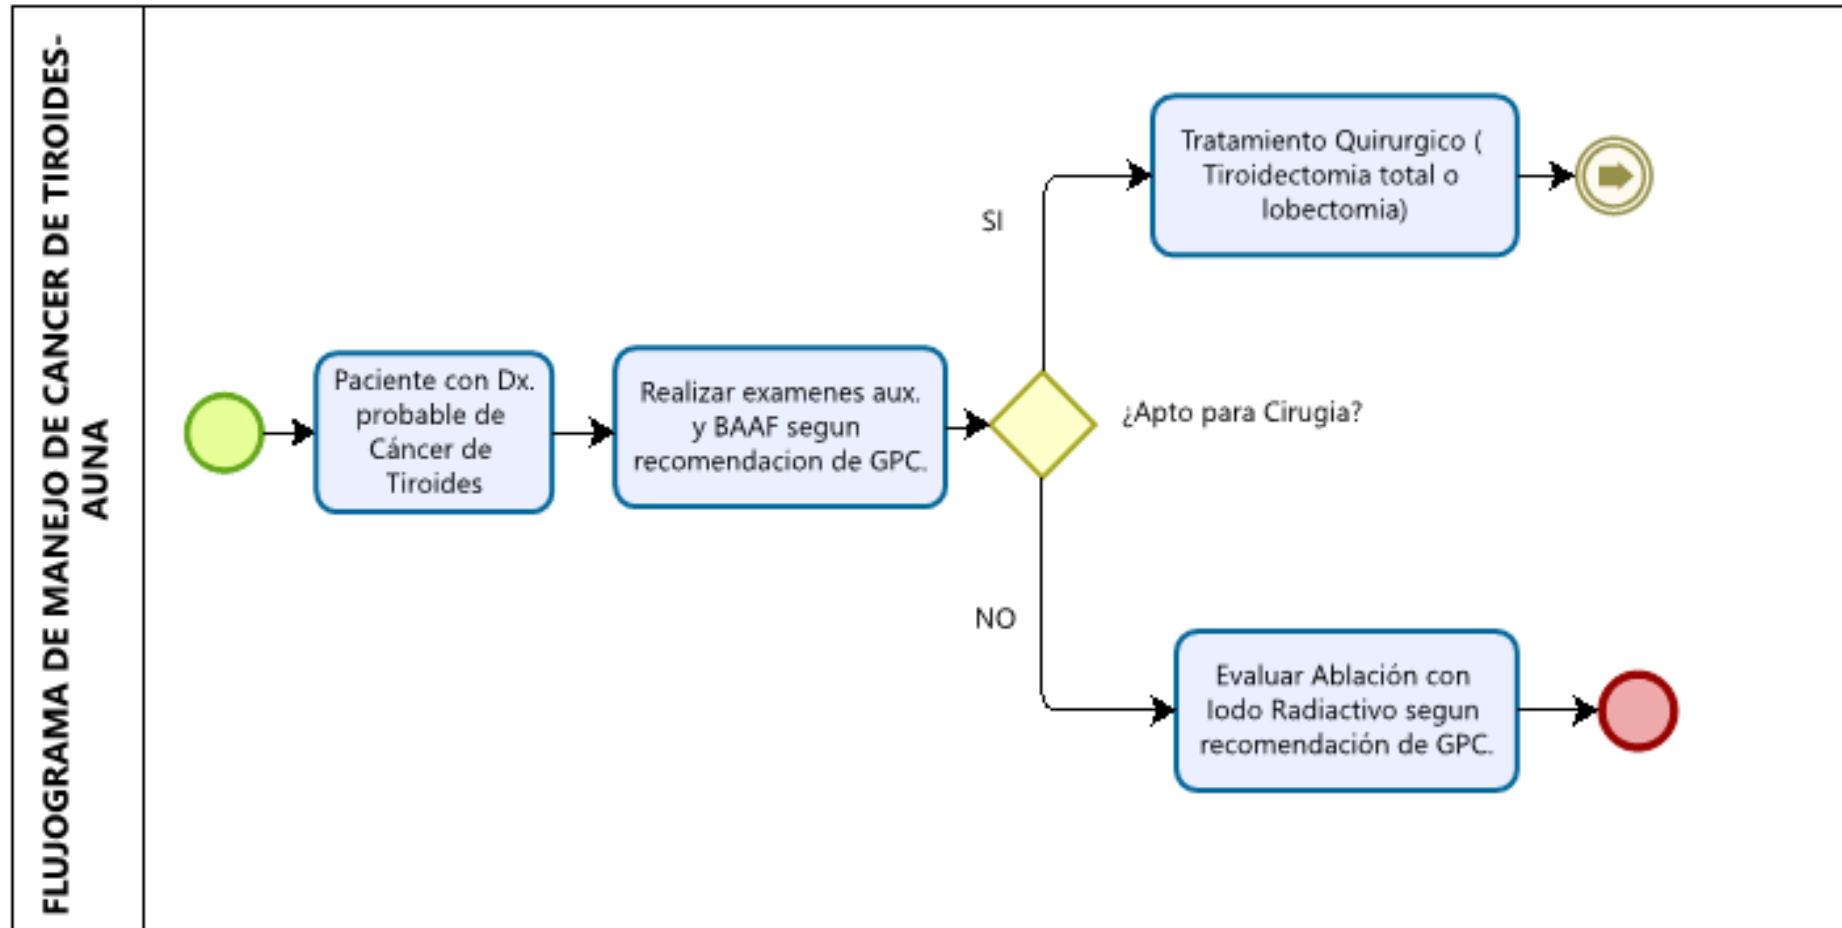 FLUJOGRAMA DE MANEJO DE CANCER DE TIROIDES-
AUNA
Paciente con Dx.
probable de
Cáncer de
Tiroides
Realizar examenes aux.
y BAAF segun
recomendacion de GPC.
¿Apto para Cirugia?
SI
Tratamiento Quirurgico (
Tiroidectomia total o
lobectomia)
NO
Evaluar Ablación con
Iodo Radiactivo segun
recomendación de GPC.